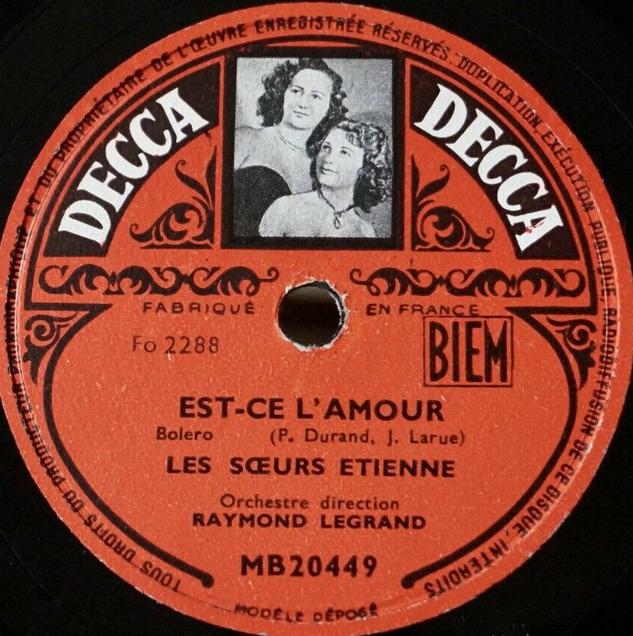 TOUS DROITS DU PRODUCTEUR PHONOGRAPHIQUE ET DU PROPRIÉTAIRE DE L'ŒUVRE ENREGISTRÉE RÉSERVÉS. DUPLICATION, EXÉCUTION PUBLIQUE, RADIODIFFUSION DE CE DISQUE, INTERDITS
DECCA
DECCA
FABRIQUÉ EN FRANCE
Fo 2288
BIEM
EST-CE L'AMOUR
Bolero (P. Durand, J. Larue)
LES SŒURS ETIENNE
Orchestre direction
RAYMOND LEGRAND
MB20449
MODÈLE DÉPOSÉ